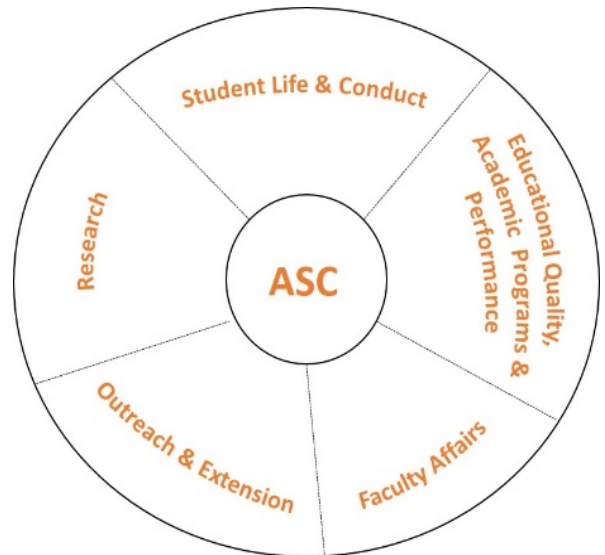 Student Life & Conduct
Educational Quality,
Academic Programs &
Performance
Research
ASC
Outreach & Extension
Faculty Affairs